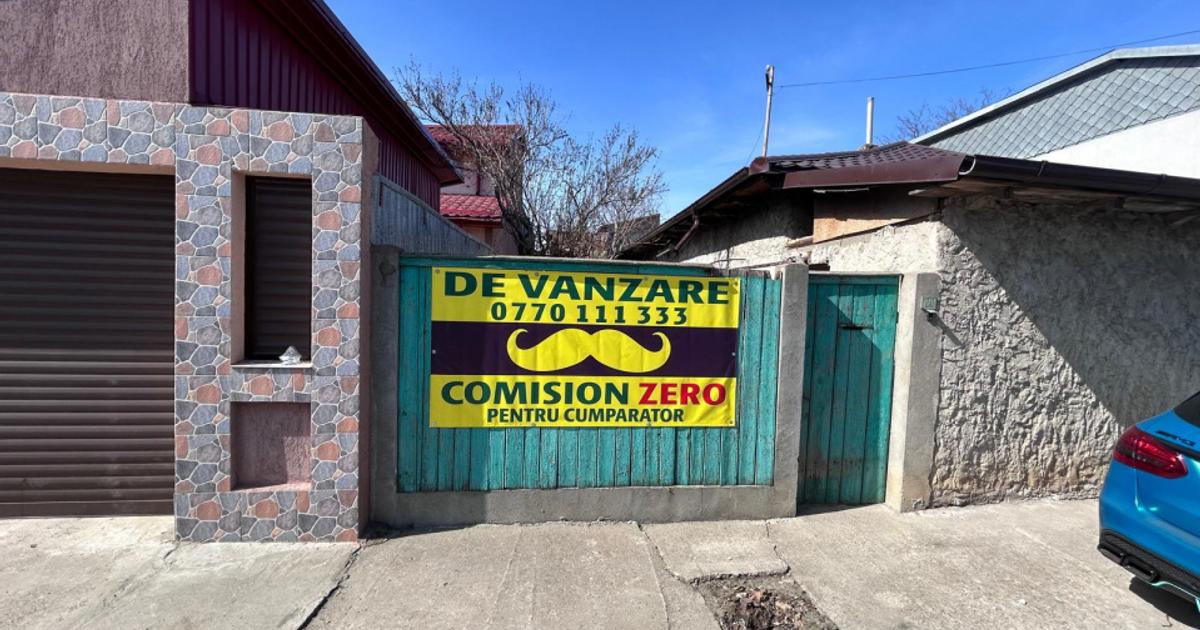 DE VANZARE
0770 111 333
COMISION ZERO
PENTRU CUMPARATOR